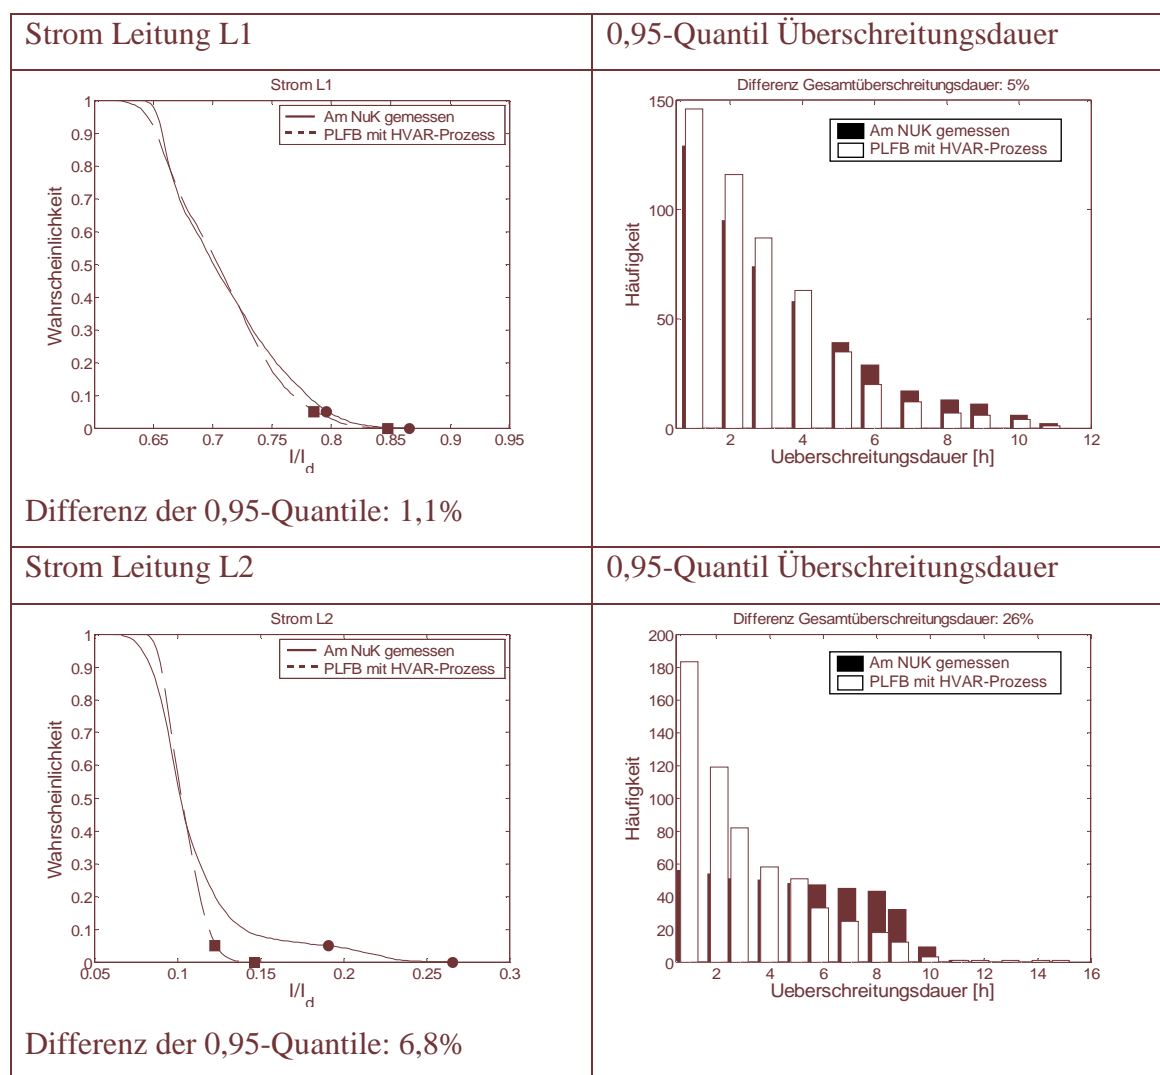 Strom Leitung L1
0,95-Quantil Überschreitungsdauer
Strom L1
Am NuK gemessen
PLFB mit HVAR-Prozess
Wahrscheinlichkeit
1
0.9
0.8
0.7
0.6
0.5
0.4
0.3
0.2
0.1
0
0.65 0.7 0.75 0.8 0.85 0.9 0.95
I/I_d
Differenz der 0,95-Quantile: 1,1%
Differenz Gesamtüberschreitungsdauer: 5%
Am NUK gemessen
PLFB mit HVAR-Prozess
Häufigkeit
150
100
50
0
2 4 6 8 10 12
Ueberschreitungsdauer [h]
Strom Leitung L2
0,95-Quantil Überschreitungsdauer
Strom L2
Am NuK gemessen
PLFB mit HVAR-Prozess
Wahrscheinlichkeit
1
0.9
0.8
0.7
0.6
0.5
0.4
0.3
0.2
0.1
0
0.05 0.1 0.15 0.2 0.25 0.3
I/I_d
Differenz der 0,95-Quantile: 6,8%
Differenz Gesamtüberschreitungsdauer: 26%
Am NUK gemessen
PLFB mit HVAR-Prozess
Häufigkeit
200
180
160
140
120
100
80
60
40
20
0
2 4 6 8 10 12 14 16
Ueberschreitungsdauer [h]